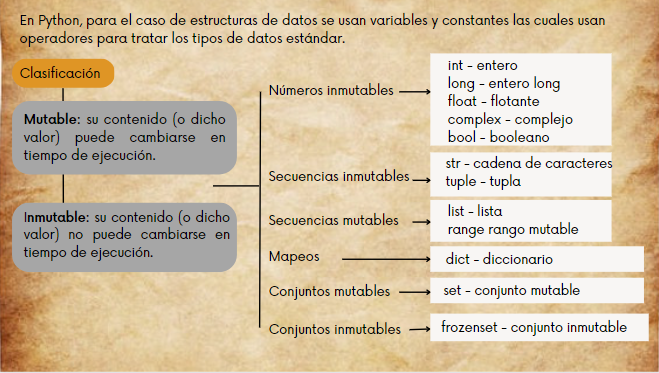 En Python, para el caso de estructuras de datos se usan variables y constantes las cuales usan
operadores para tratar los tipos de datos estándar.
Clasificación
Mutable: su contenido (o dicho
valor) puede cambiarse en
tiempo de ejecución.
Inmutable: su contenido (o dicho
valor) no puede cambiarse en
tiempo de ejecución.
Números inmutables
int - entero
long - entero long
float - flotante
complex - complejo
bool - booleano
Secuencias inmutables
str - cadena de caracteres
tuple - tupla
Secuencias mutables
list - lista
range rango mutable
Mapeos
dict - diccionario
Conjuntos mutables
set - conjunto mutable
Conjuntos inmutables
frozenset - conjunto inmutable